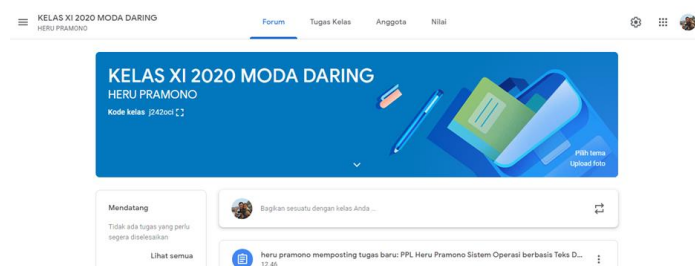 KELAS XI 2020 MODA DARING
HERU PRAMONO
Forum
Tugas Kelas
Anggota
Nilai
KELAS XI 2020 MODA DARING
HERU PRAMONO
Kode kelas j242oci
Pilih tema
Upload foto
Mendatang
Tidak ada tugas yang perlu
segera diselesaikan
Lihat semua
Bagikan sesuatu dengan kelas Anda ...
heru pramono memposting tugas baru: PPL Heru Pramono Sistem Operasi berbasis Teks D...
12.46